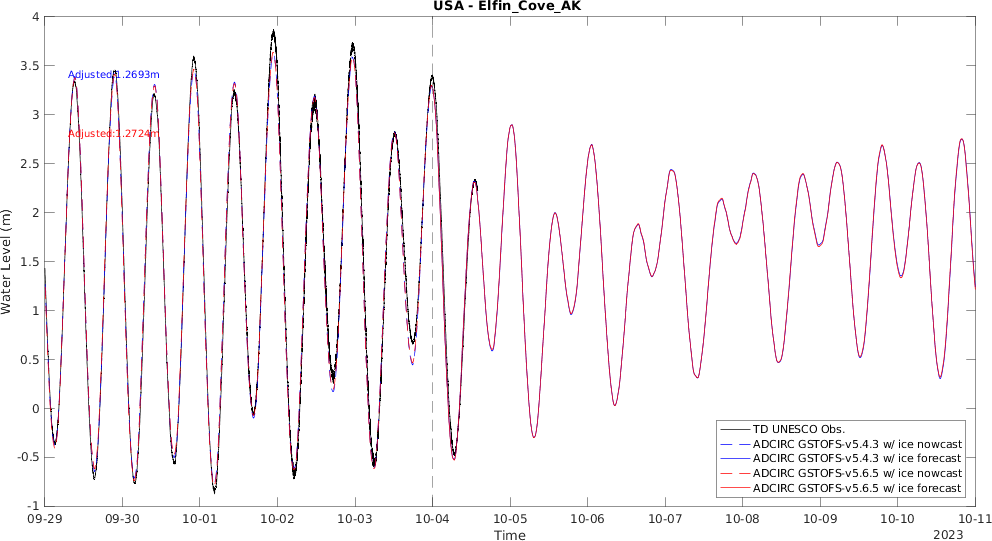 USA - Elfin_Cove_AK
4
3.5
3
2.5
2
1.5
1
0.5
0
-0.5
-1
Water Level (m)
Adjusted:1.2693m
Adjusted:1.2724m
TD UNESCO Obs.
ADCIRC GSTOFS-v5.4.3 w/ ice nowcast
ADCIRC GSTOFS-v5.4.3 w/ ice forecast
ADCIRC GSTOFS-v5.6.5 w/ ice nowcast
ADCIRC GSTOFS-v5.6.5 w/ ice forecast
09-29 09-30 10-01 10-02 10-03 10-04 10-05 10-06 10-07 10-08 10-09 10-10 10-11
Time
2023